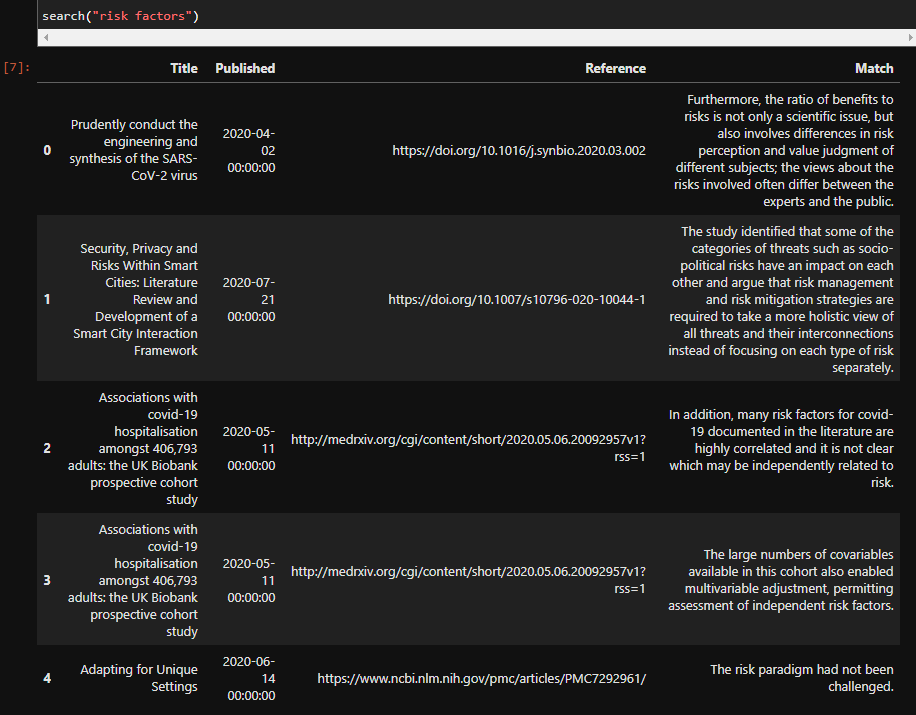 search("risk factors")
[7]:
Title Published Reference Match
0
Prudently conduct the
engineering and
synthesis of the SARS-
CoV-2 virus
2020-04-
02
00:00:00
https://doi.org/10.1016/j.synbio.2020.03.002
Furthermore, the ratio of benefits to
risks is not only a scientific issue, but
also involves differences in risk
perception and value judgment of
different subjects; the views about the
risks involved often differ between the
experts and the public.
1
Security, Privacy and
Risks Within Smart
Cities: Literature
Review and
Development of a
Smart City Interaction
Framework
2020-07-
21
00:00:00
https://doi.org/10.1007/s10796-020-10044-1
The study identified that some of the
categories of threats such as socio-
political risks have an impact on each
other and argue that risk management
and risk mitigation strategies are
required to take a more holistic view of
all threats and their interconnections
instead of focusing on each type of risk
separately.
2
Associations with
covid-19
hospitalisation
amongst 406,793
adults: the UK Biobank
prospective cohort
study
2020-05-
11
00:00:00
http://medrxiv.org/cgi/content/short/2020.05.06.20092957v1?
rss=1
In addition, many risk factors for covid-
19 documented in the literature are
highly correlated and it is not clear
which may be independently related to
risk.
3
Associations with
covid-19
hospitalisation
amongst 406,793
adults: the UK Biobank
prospective cohort
study
2020-05-
11
00:00:00
http://medrxiv.org/cgi/content/short/2020.05.06.20092957v1?
rss=1
The large numbers of covariables
available in this cohort also enabled
multivariable adjustment, permitting
assessment of independent risk factors.
4
Adapting for Unique
Settings
2020-06-
14
00:00:00
https://www.ncbi.nlm.nih.gov/pmc/articles/PMC7292961/
The risk paradigm had not been
challenged.